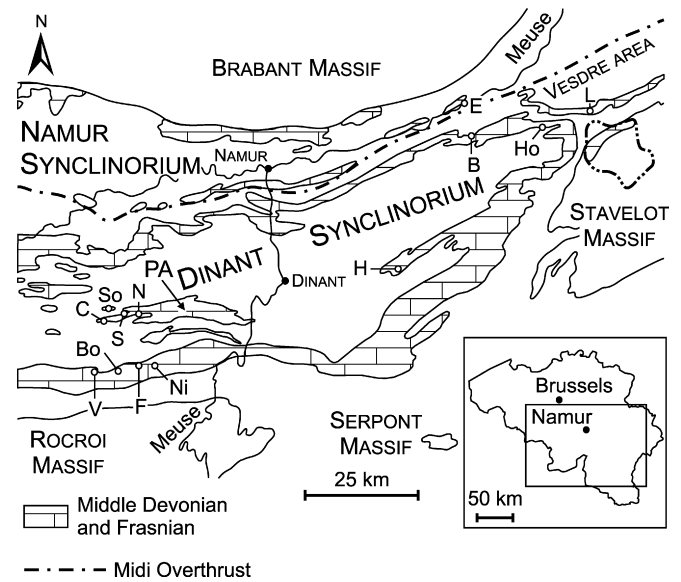 N
BRABANT MASSIF
Meuse
VESDRE AREA
NAMUR
SYNCLINORIUM
NAMUR
E
L
B
Ho
SYNCLINORIUM
STAVELOT
MASSIF
DINANT
PA
H
DINANT
So
N
C
S
Bo
Ni
V
F
Meuse
ROCROI
MASSIF
SERPONT
MASSIF
25 km
Brussels
Namur
50 km
Middle Devonian
and Frasnian
Midi Overthrust